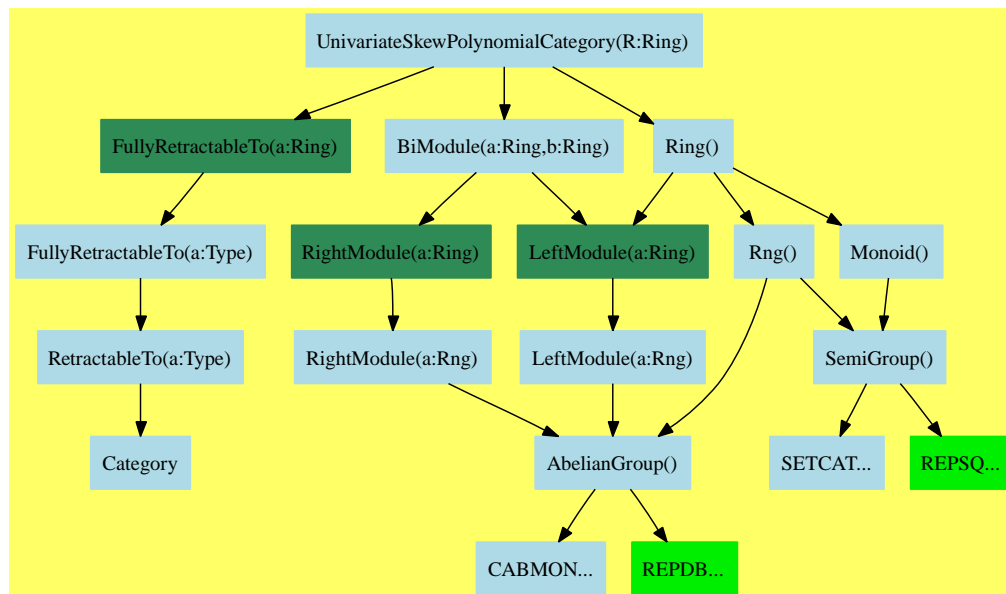 UnivariateSkewPolynomialCategory(R:Ring)
FullyRetractableTo(a:Ring)
BiModule(a:Ring,b:Ring)
Ring()
FullyRetractableTo(a:Type)
RightModule(a:Ring)
LeftModule(a:Ring)
Rng()
Monoid()
RetractableTo(a:Type)
RightModule(a:Rng)
LeftModule(a:Rng)
SemiGroup()
Category
AbelianGroup()
SETCAT...
REPSQ...
CABMON...
REPDB...